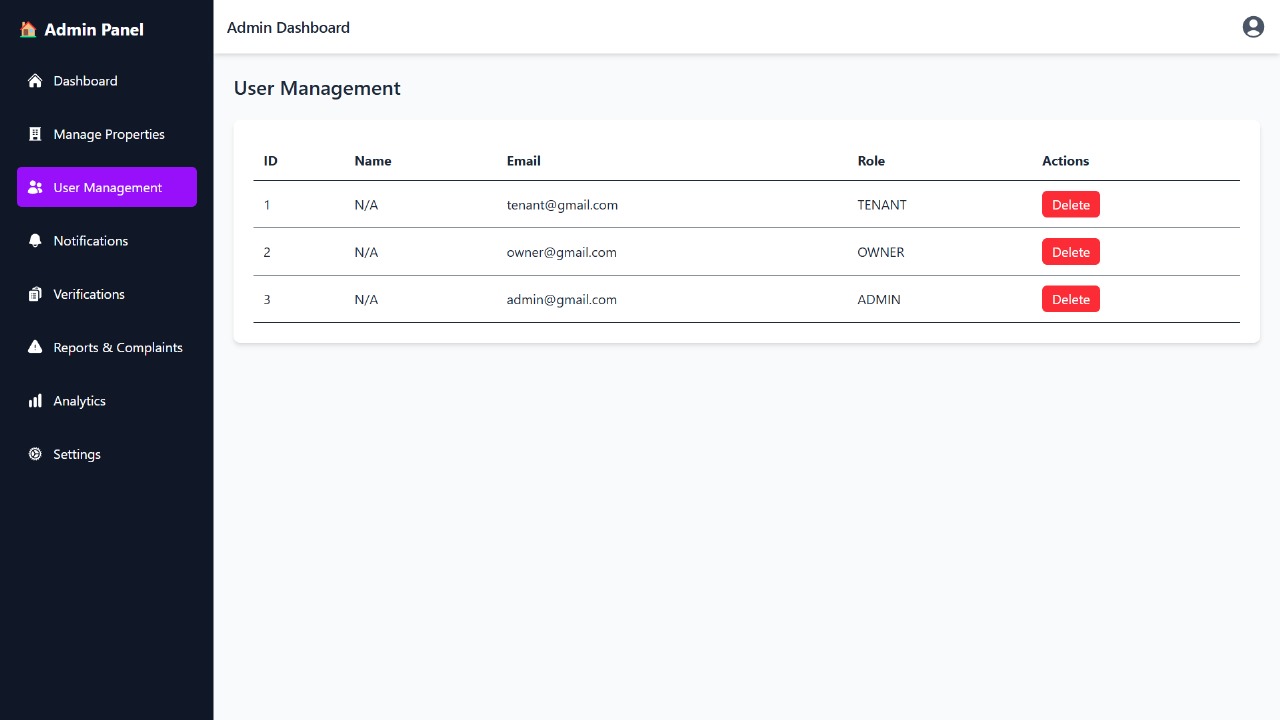 Admin Panel
Admin Dashboard
Dashboard
Manage Properties
User Management
Notifications
Verifications
Reports & Complaints
Analytics
Settings
User Management
ID Name Email Role Actions
1 N/A tenant@gmail.com TENANT Delete
2 N/A owner@gmail.com OWNER Delete
3 N/A admin@gmail.com ADMIN Delete